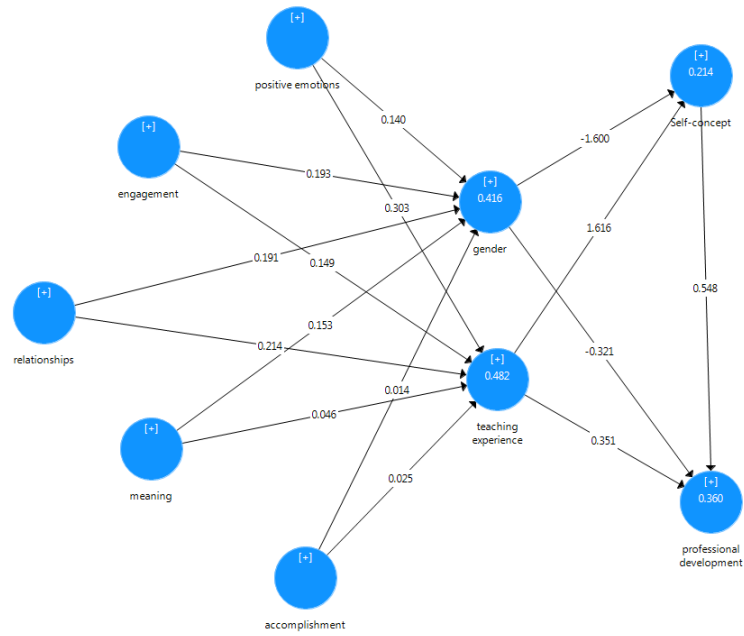 [+]
positive emotions
[+]
0.214
Self-concept
0.140
[+]
engagement
-1.600
0.193
[+]
0.416
gender
0.303
1.616
0.191
0.149
[+]
relationships
0.548
0.153
0.214
-0.321
[+]
0.482
teaching
experience
0.014
0.046
[+]
meaning
0.351
0.025
[+]
0.360
professional
development
[+]
accomplishment